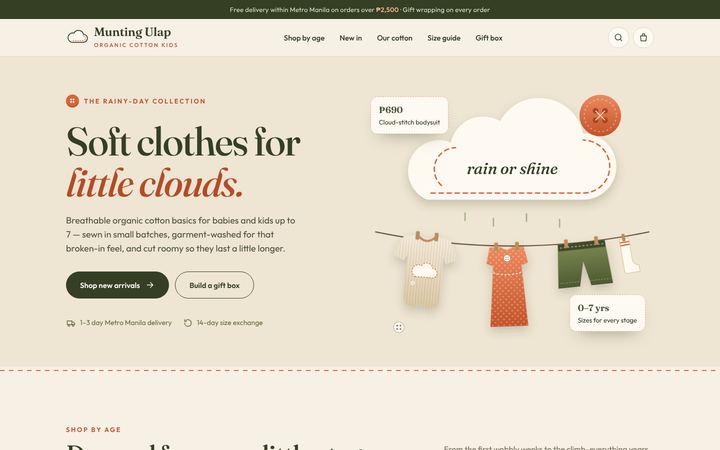 Free delivery within Metro Manila on orders over ₱2,500 · Gift wrapping on every order
Munting Ulap
ORGANIC COTTON KIDS
Shop by age
New in
Our cotton
Size guide
Gift box
THE RAINY-DAY COLLECTION
Soft clothes for
little clouds.
Breathable organic cotton basics for babies and kids up to
7 — sewn in small batches, garment-washed for that
broken-in feel, and cut roomy so they last a little longer.
Shop new arrivals
Build a gift box
1–3 day Metro Manila delivery
14-day size exchange
₱690
Cloud-stitch bodysuit
rain or shine
0–7 yrs
Sizes for every stage
SHOP BY AGE